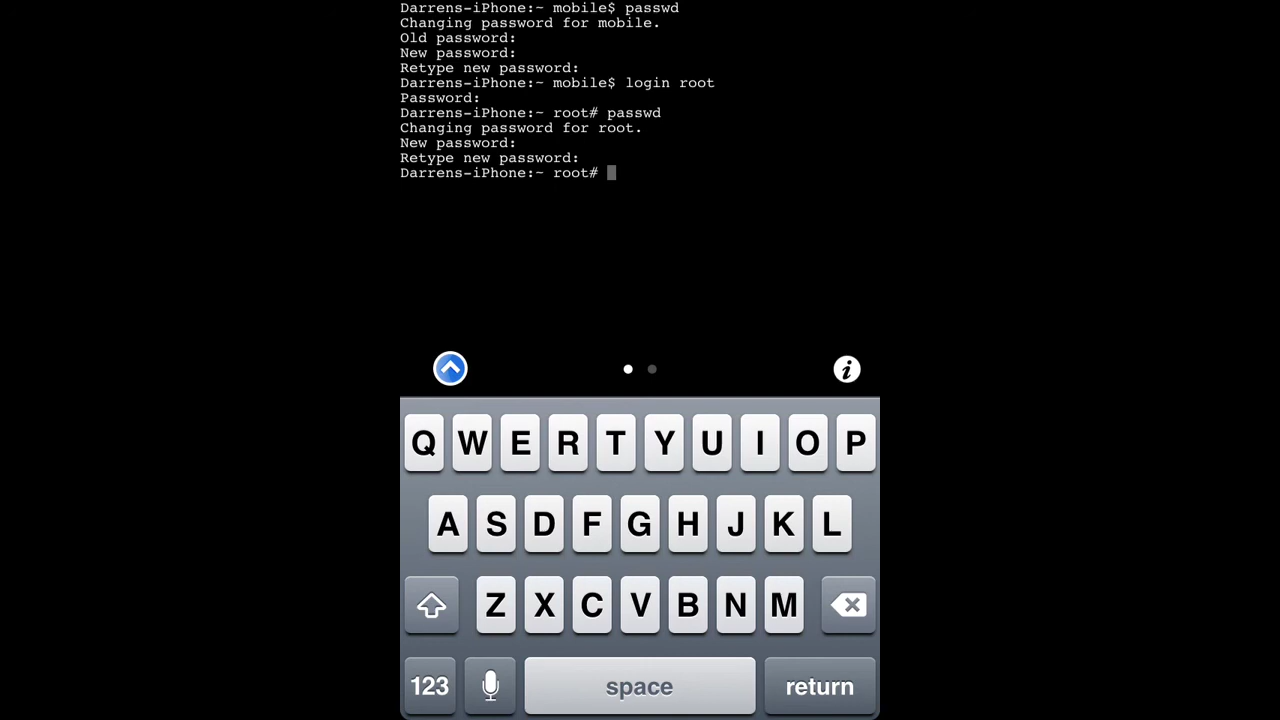 Darrens-iPhone:~ mobile$ passwd
Changing password for mobile.
Old password:
New password:
Retype new password:
Darrens-iPhone:~ mobile$ login root
Password:
Darrens-iPhone:~ root# passwd
Changing password for root.
New password:
Retype new password:
Darrens-iPhone:~ root#
i
Q W E R T Y U I O P
A S D F G H J K L
Z X C V B N M
123 space return